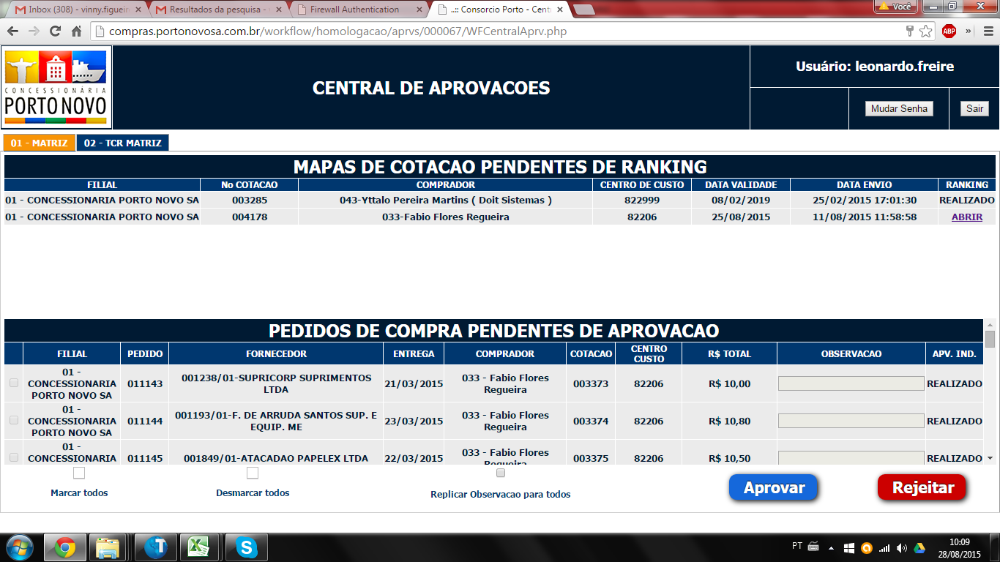 Inbox (308) - vinny.figueir
Resultados da pesquisa - v
Firewall Authentication
..:: Consorcio Porto - Centr
Você
compras.portonovosa.com.br/workflow/homologacao/aprvs/000067/WFCentralAprv.php
ABP
CONCESSIONÁRIA
PORTO NOVO
CENTRAL DE APROVACOES
Usuário: leonardo.freire
Mudar Senha
Sair
01 - MATRIZ
02 - TCR MATRIZ
MAPAS DE COTACAO PENDENTES DE RANKING
FILIAL No COTACAO COMPRADOR CENTRO DE CUSTO DATA VALIDADE DATA ENVIO RANKING
01 - CONCESSIONARIA PORTO NOVO SA 003285 043-Yttalo Pereira Martins ( Doit Sistemas ) 822999 08/02/2019 25/02/2015 17:01:30 REALIZADO
01 - CONCESSIONARIA PORTO NOVO SA 004178 033-Fabio Flores Regueira 82206 25/08/2015 11/08/2015 11:58:58 ABRIR
PEDIDOS DE COMPRA PENDENTES DE APROVACAO
FILIAL PEDIDO FORNECEDOR ENTREGA COMPRADOR COTACAO CENTRO CUSTO R$ TOTAL OBSERVACAO APV. IND.
01 - CONCESSIONARIA PORTO NOVO SA 011143 001238/01-SUPRICORP SUPRIMENTOS LTDA 21/03/2015 033 - Fabio Flores Regueira 003373 82206 R$ 10,00 REALIZADO
01 - CONCESSIONARIA PORTO NOVO SA 011144 001193/01-F. DE ARRUDA SANTOS SUP. E EQUIP. ME 23/03/2015 033 - Fabio Flores Regueira 003374 82206 R$ 10,80 REALIZADO
01 - CONCESSIONARIA 011145 001849/01-ATACADAO PAPELEX LTDA 22/03/2015 033 - Fabio Flores Regueira 003375 82206 R$ 10,50 REALIZADO
Marcar todos
Desmarcar todos
Replicar Observacao para todos
Aprovar
Rejeitar
PT
10:09
28/08/2015